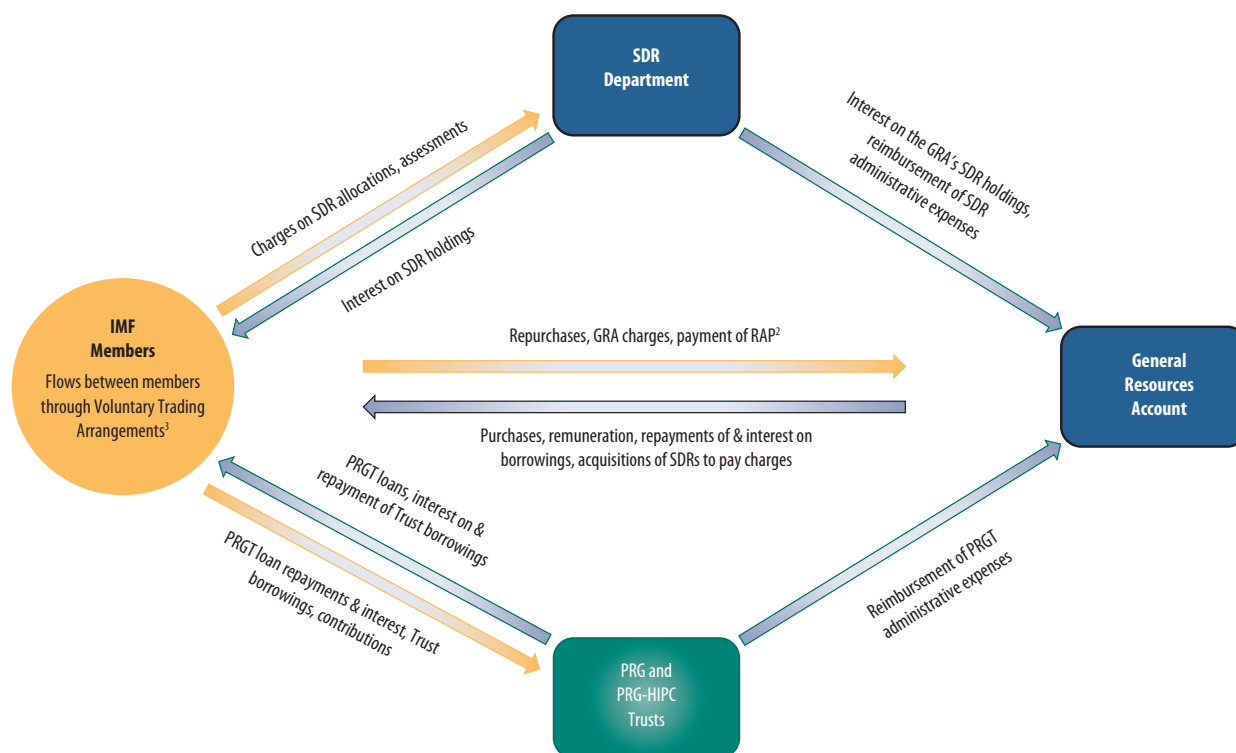 SDR
Department
Charges on SDR allocations, assessments
Interest on SDR holdings
Interest on the GRA's SDR holdings,
reimbursement of SDR
administrative expenses
IMF
Members
Flows between members
through Voluntary Trading
Arrangements³
Repurchases, GRA charges, payment of RAP²
Purchases, remuneration, repayments of & interest on
borrowings, acquisitions of SDRs to pay charges
General
Resources
Account
PRGT loans, interest on &
repayment of Trust borrowings
PRGT loan repayments & interest, Trust
borrowings, contributions
Reimbursement of PRGT
administrative expenses
PRG and
PRG-HIPC
Trusts